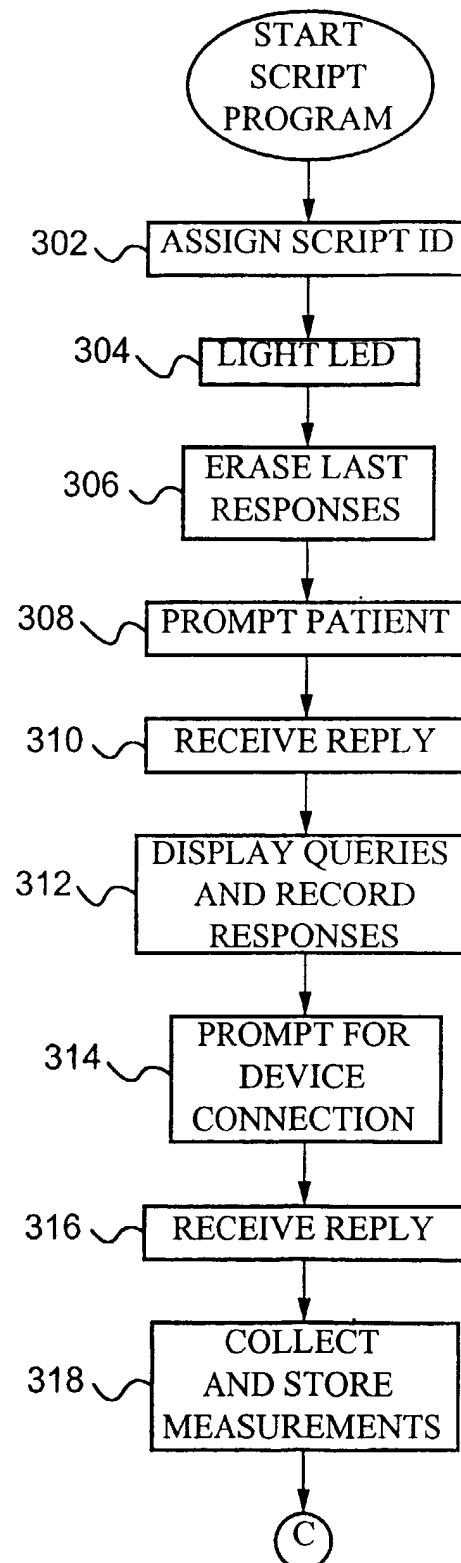 START
SCRIPT
PROGRAM
302
ASSIGN SCRIPT ID
304
LIGHT LED
306
ERASE LAST
RESPONSES
308
PROMPT PATIENT
310
RECEIVE REPLY
312
DISPLAY QUERIES
AND RECORD
RESPONSES
314
PROMPT FOR
DEVICE
CONNECTION
316
RECEIVE REPLY
318
COLLECT
AND STORE
MEASUREMENTS
C